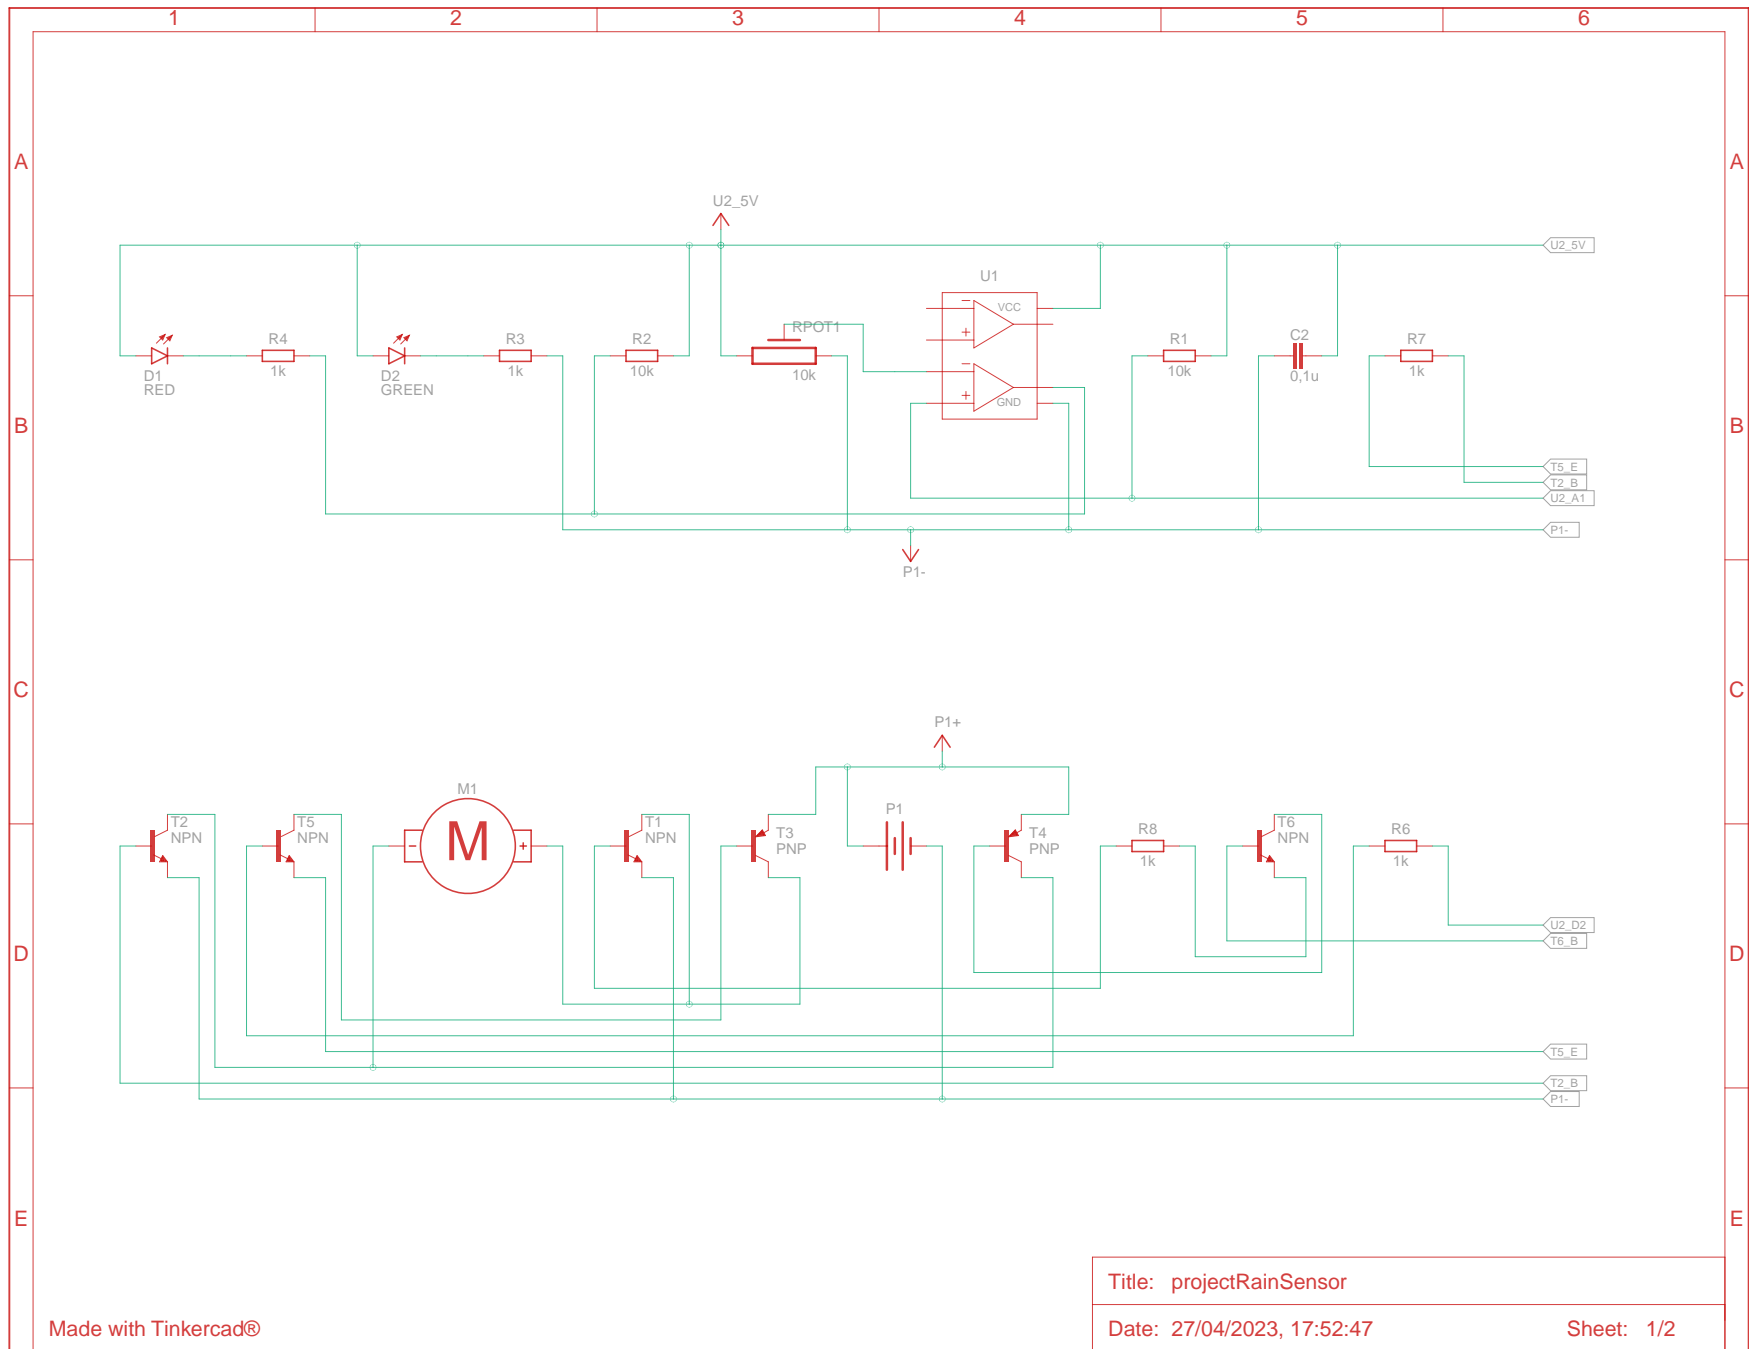 1 2 3 4 5 6
A A
U2_5V
U2_5V
U1
VCC
−
+
R4 R3 R2 RPOT1 R1 C2 R7
1k 1k 10k 10k 10k 0,1u 1k
D1 D2
RED GREEN
−
+
GND
B B
T5_E
T2_B
U2_A1
P1-
P1-
C C
P1+
M1
P1
T2 T5 T1 T3 T4 R8 T6 R6
NPN NPN NPN PNP PNP 1k NPN 1k
- M +
U2_D2
T6_B
D D
T5_E
T2_B
P1-
E E
Title: projectRainSensor
Made with Tinkercad®
Date: 27/04/2023, 17:52:47 Sheet: 1/2